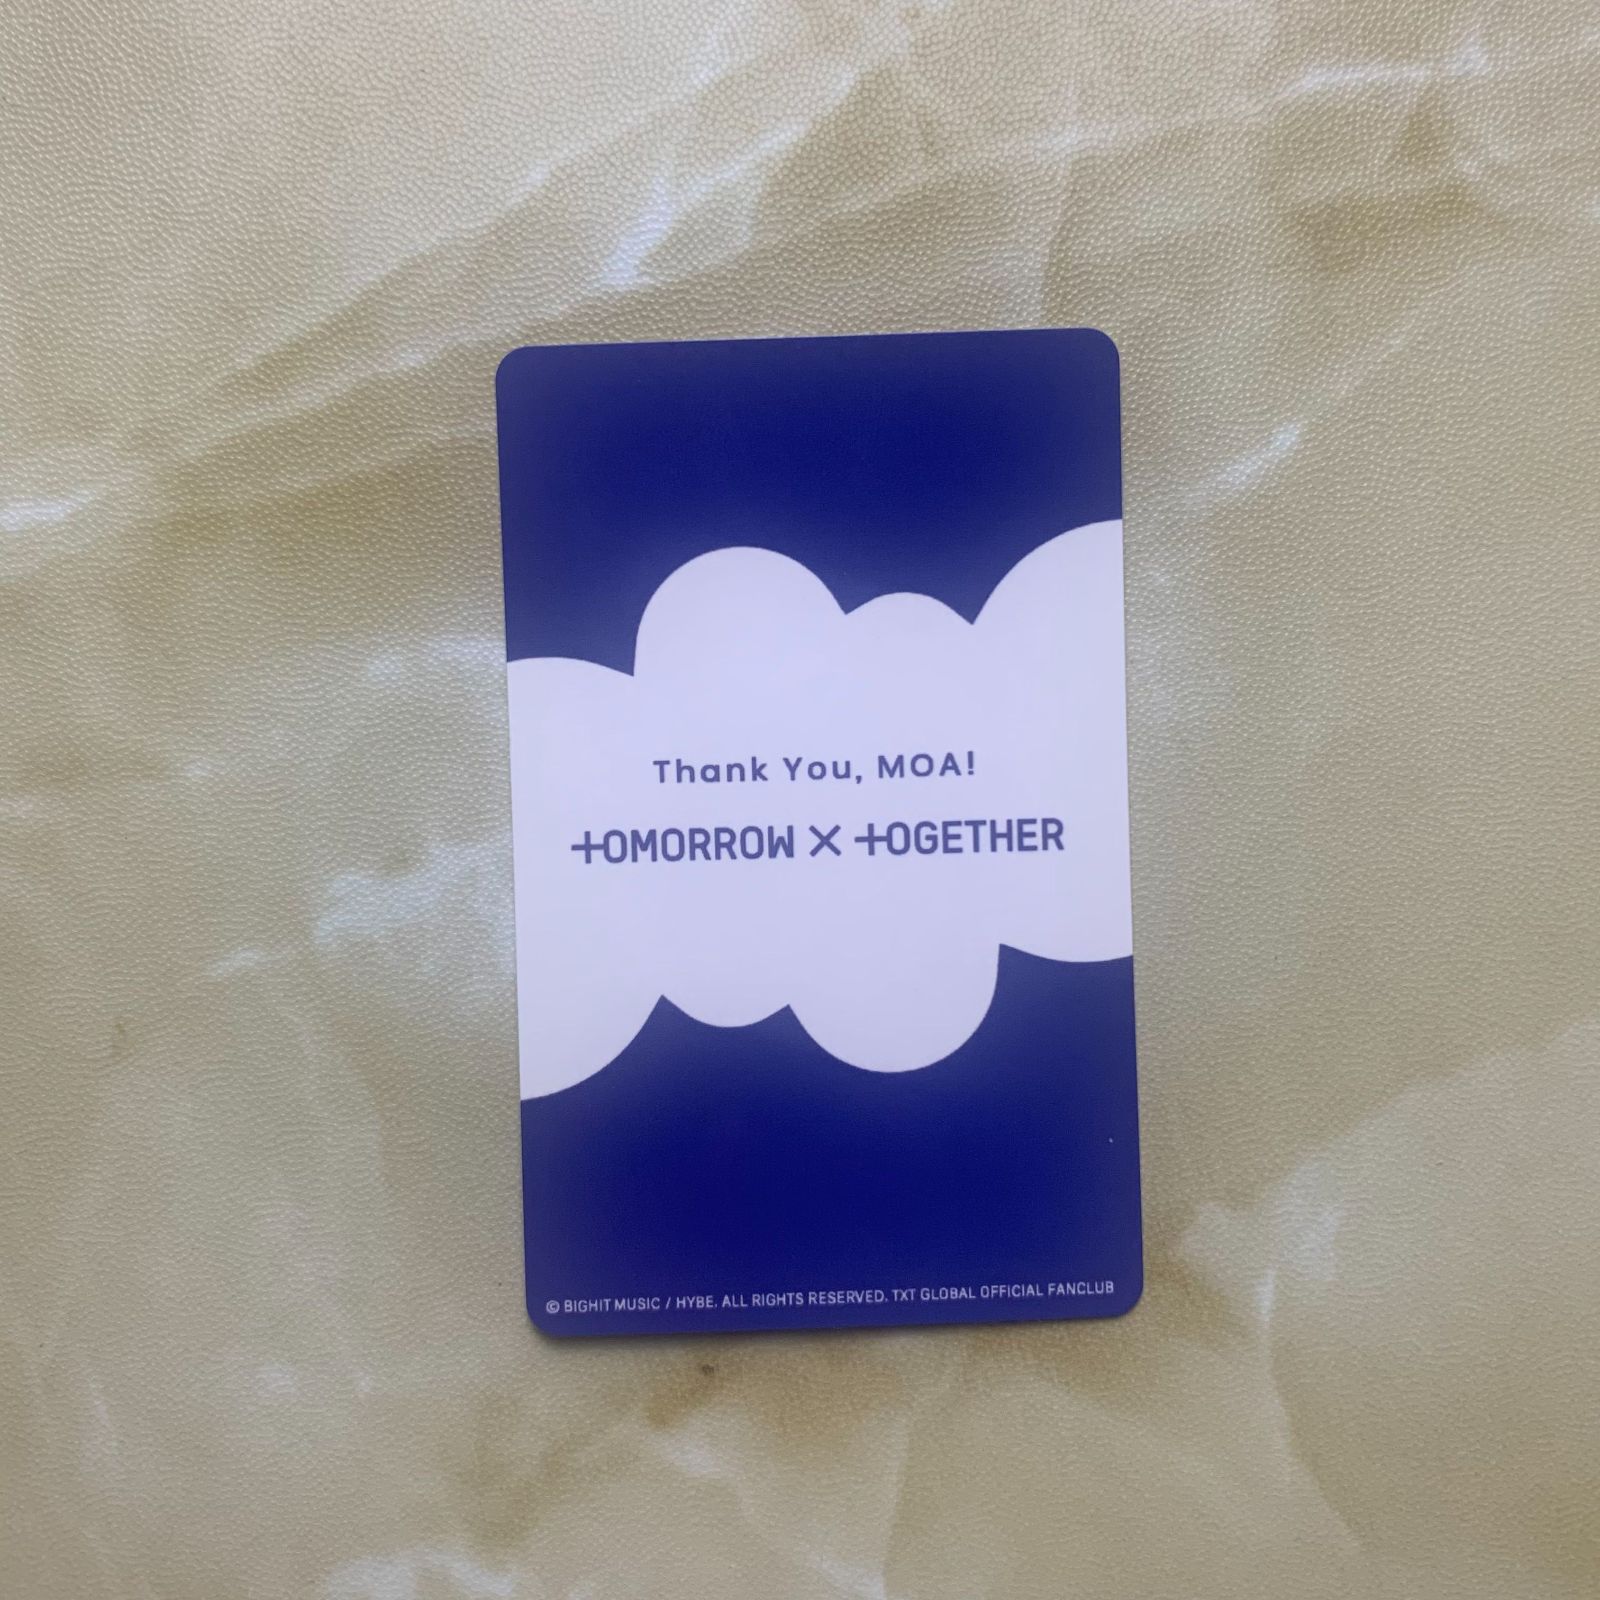 Thank You, MOA!
TOMORROW X TOGETHER
© BIGHIT MUSIC / HYBE. ALL RIGHTS RESERVED. TXT GLOBAL OFFICIAL FANCLUB